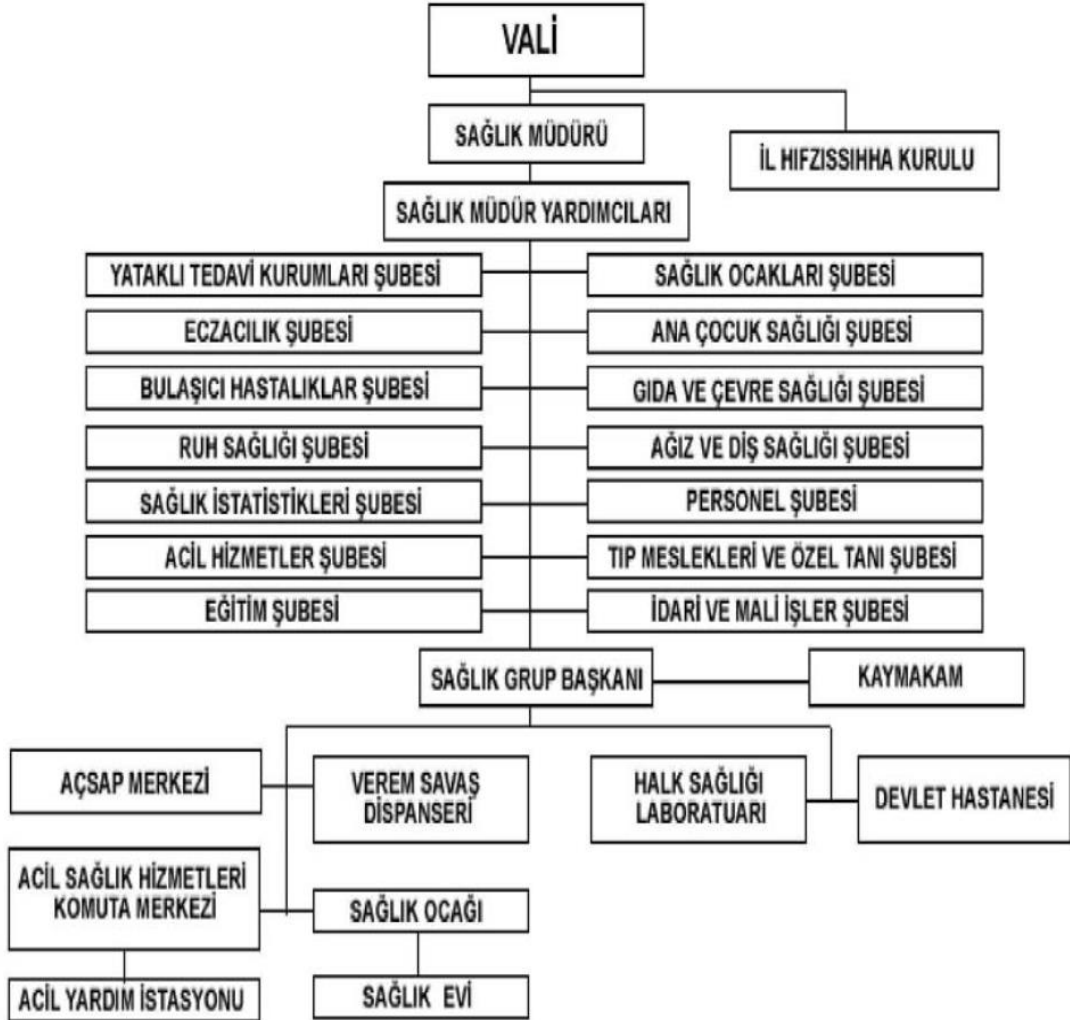 VALİ
SAĞLIK MÜDÜRÜ
İL HIFZISSIHHA KURULU
SAĞLIK MÜDÜR YARDIMCILARI
YATAKLI TEDAVİ KURUMLARI ŞUBESİ
SAĞLIK OCAKLARI ŞUBESİ
ECZACILIK ŞUBESİ
ANA ÇOCUK SAĞLIĞI ŞUBESİ
BULAŞICI HASTALIKLAR ŞUBESİ
GIDA VE ÇEVRE SAĞLIĞI ŞUBESİ
RUH SAĞLIĞI ŞUBESİ
AĞIZ VE DİŞ SAĞLIĞI ŞUBESİ
SAĞLIK İSTATİSTİKLERİ ŞUBESİ
PERSONEL ŞUBESİ
ACİL HİZMETLER ŞUBESİ
TIP MESLEKLERİ VE ÖZEL TANI ŞUBESİ
EĞİTİM ŞUBESİ
İDARİ VE MALİ İŞLER ŞUBESİ
SAĞLIK GRUP BAŞKANI
KAYMAKAM
AÇSAP MERKEZİ
VEREM SAVAŞ
DİSPANSERİ
HALK SAĞLIĞI
LABORATUARI
DEVLET HASTANESİ
ACİL SAĞLIK HİZMETLERİ
KOMUTA MERKEZİ
SAĞLIK OCAĞI
ACİL YARDIM İSTASYONU
SAĞLIK EVİ